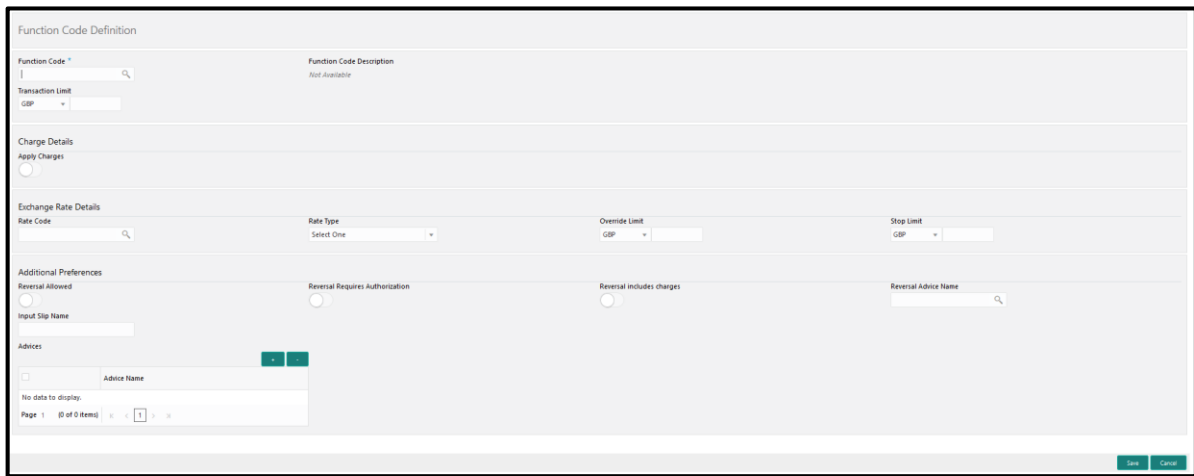 Function Code Definition
Function Code * Function Code Description
Not Available
Transaction Limit
GBP
Charge Details
Apply Charges
Exchange Rate Details
Rate Code Rate Type Override Limit Stop Limit
Select One GBP GBP
Additional Preferences
Reversal Allowed Reversal Requires Authorization Reversal includes charges Reversal Advice Name
Input Slip Name
Advices
+ -
Advice Name
No data to display.
Page 1 (0 of 0 items) « ‹ 1 › »
Save Cancel